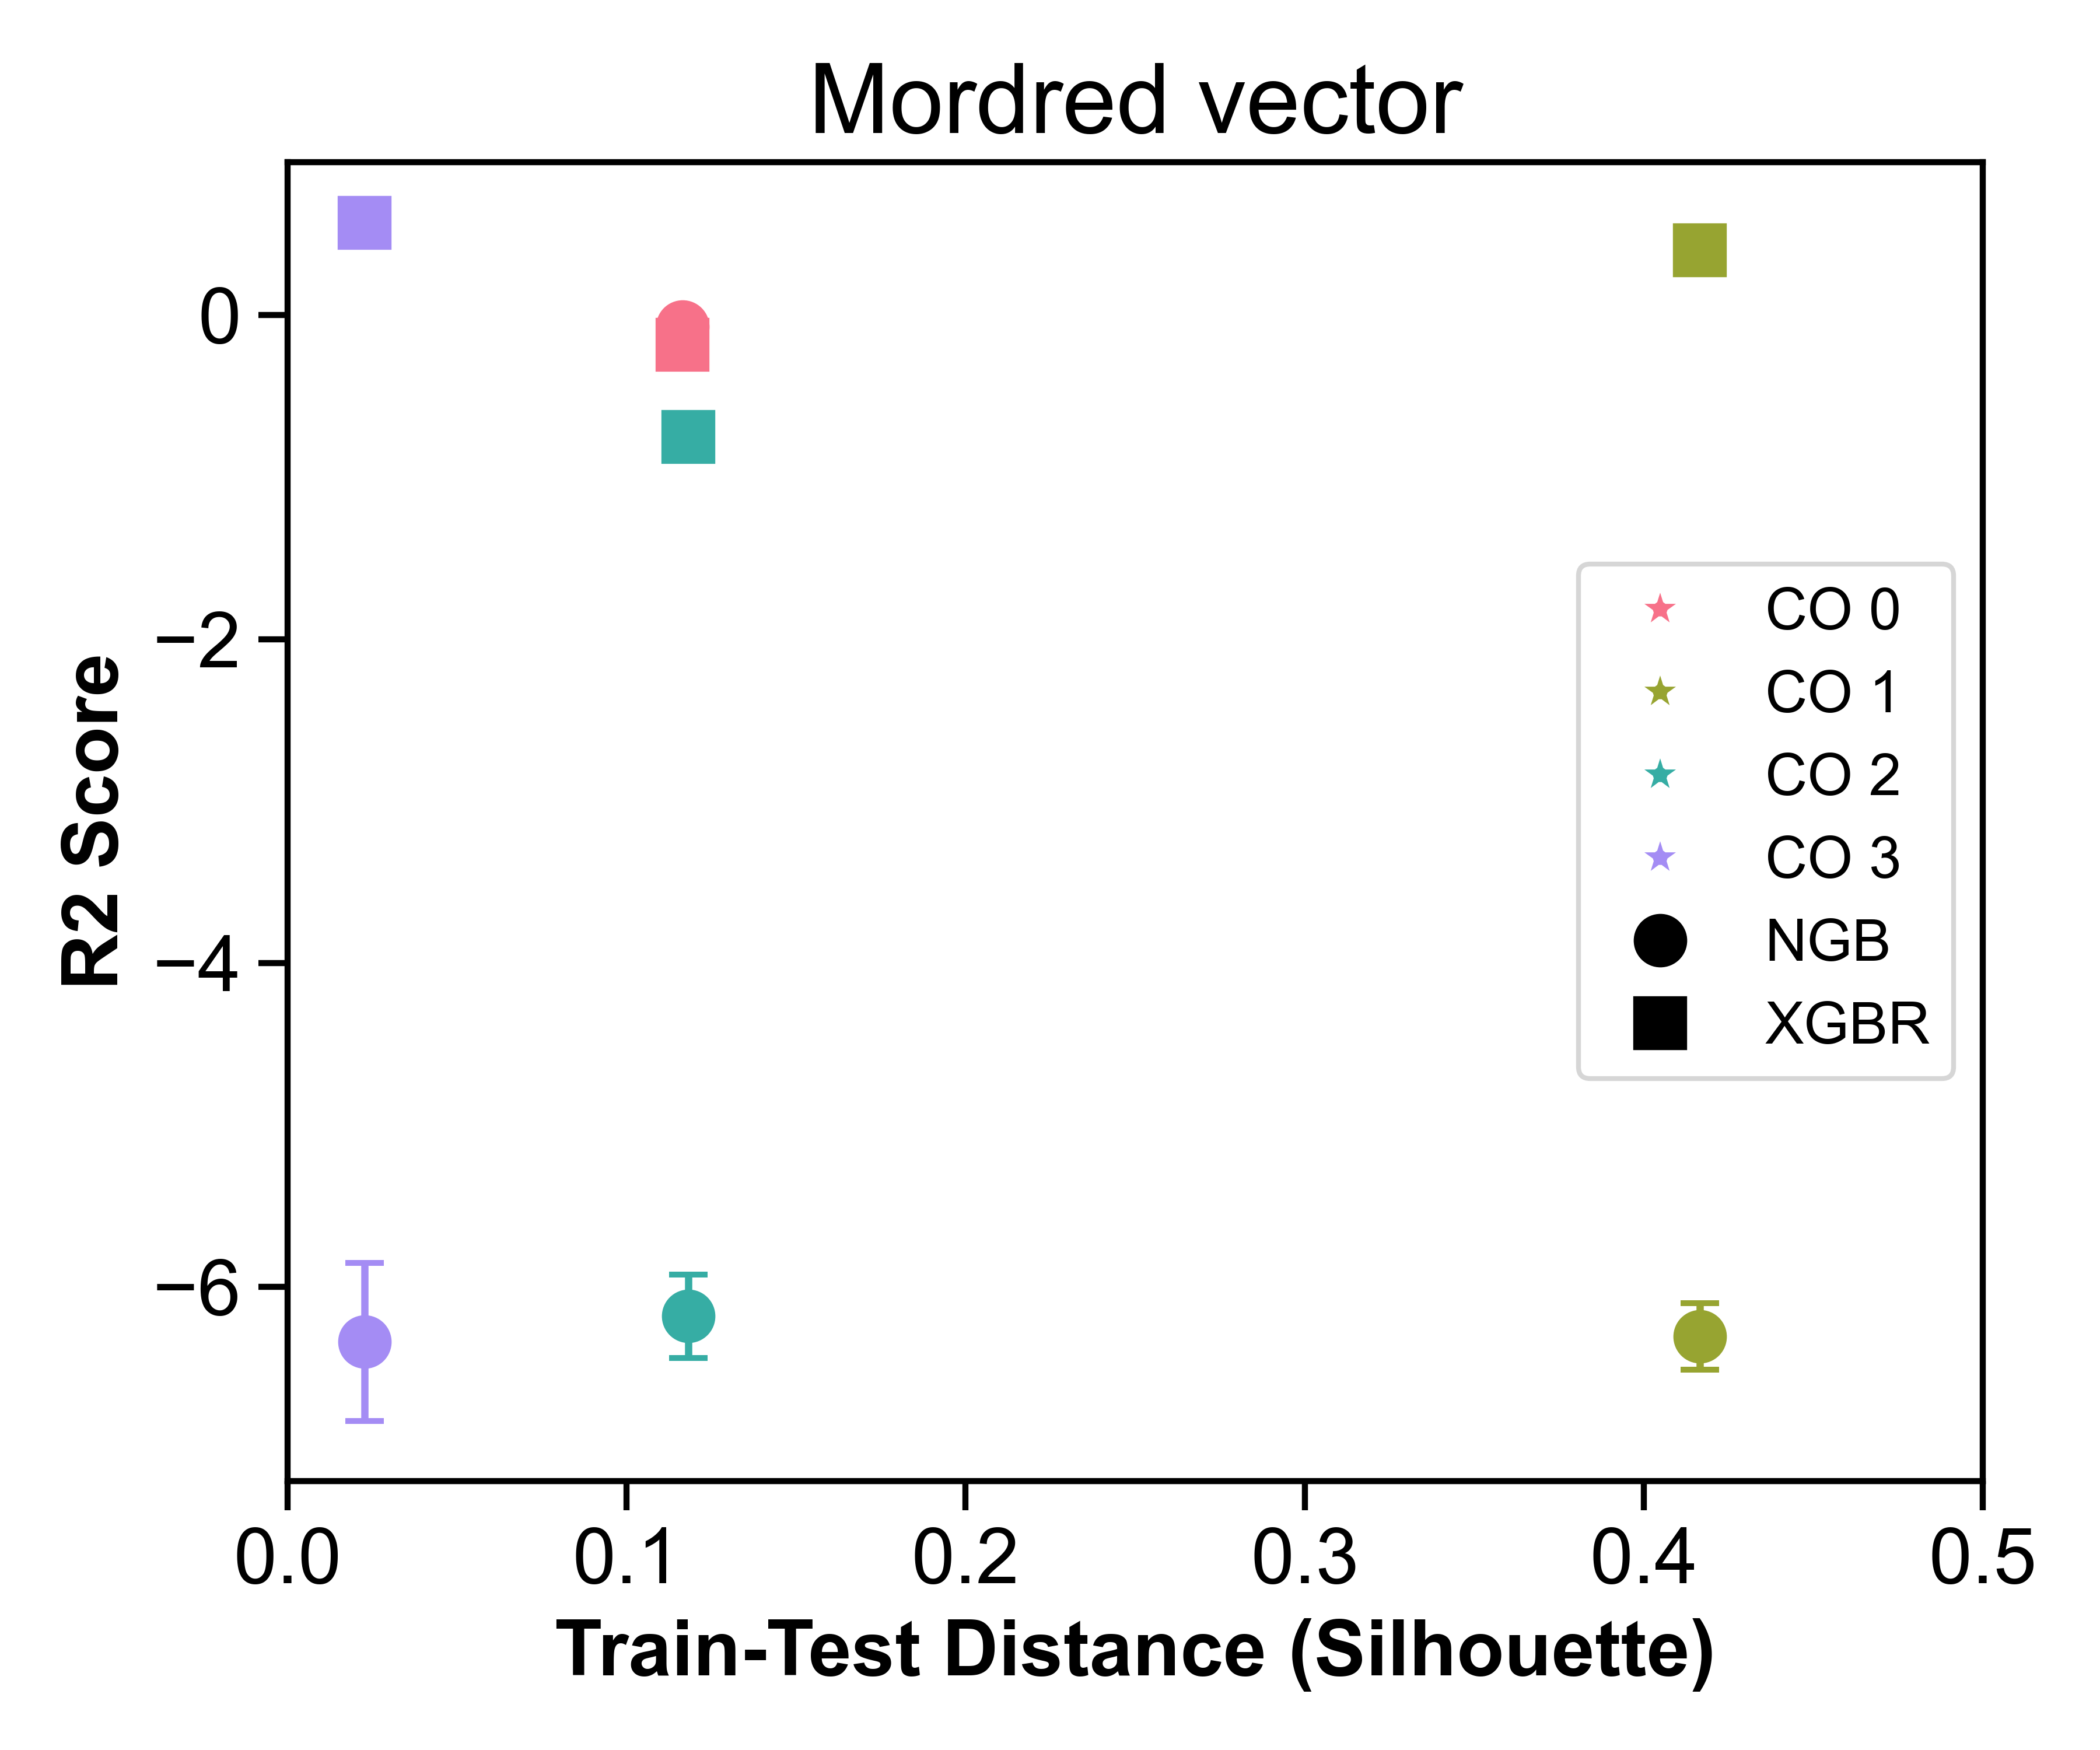 Mordred vector
R2 Score
0
−2
−4
−6
CO 0
CO 1
CO 2
CO 3
NGB
XGBR
0.0 0.1 0.2 0.3 0.4 0.5
Train-Test Distance (Silhouette)